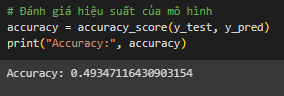 # Đánh giá hiệu suất của mô hình
accuracy = accuracy_score(y_test, y_pred)
print("Accuracy:", accuracy)
Accuracy: 0.49347116430903154